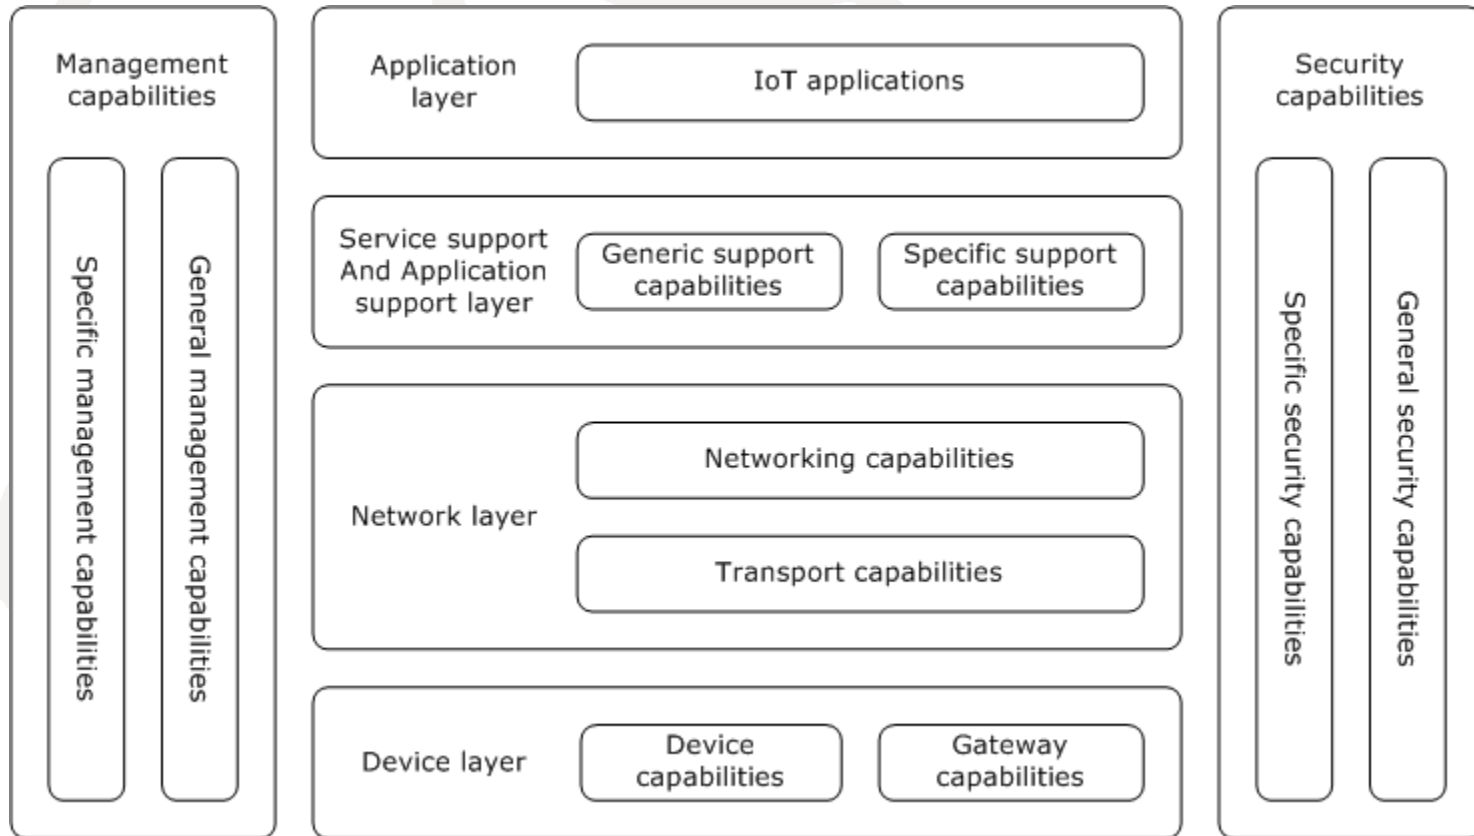 Management
capabilities
Specific management capabilities
General management capabilities
Application
layer
IoT applications
Service support
And Application
support layer
Generic support
capabilities
Specific support
capabilities
Network layer
Networking capabilities
Transport capabilities
Device layer
Device
capabilities
Gateway
capabilities
Security
capabilities
Specific security capabilities
General security capabilities